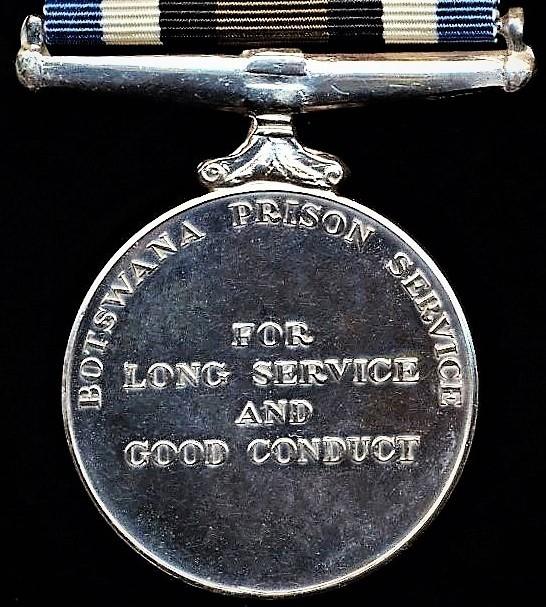 BOTSWANA PRISON SERVICE
FOR
LONG SERVICE
AND
GOOD CONDUCT